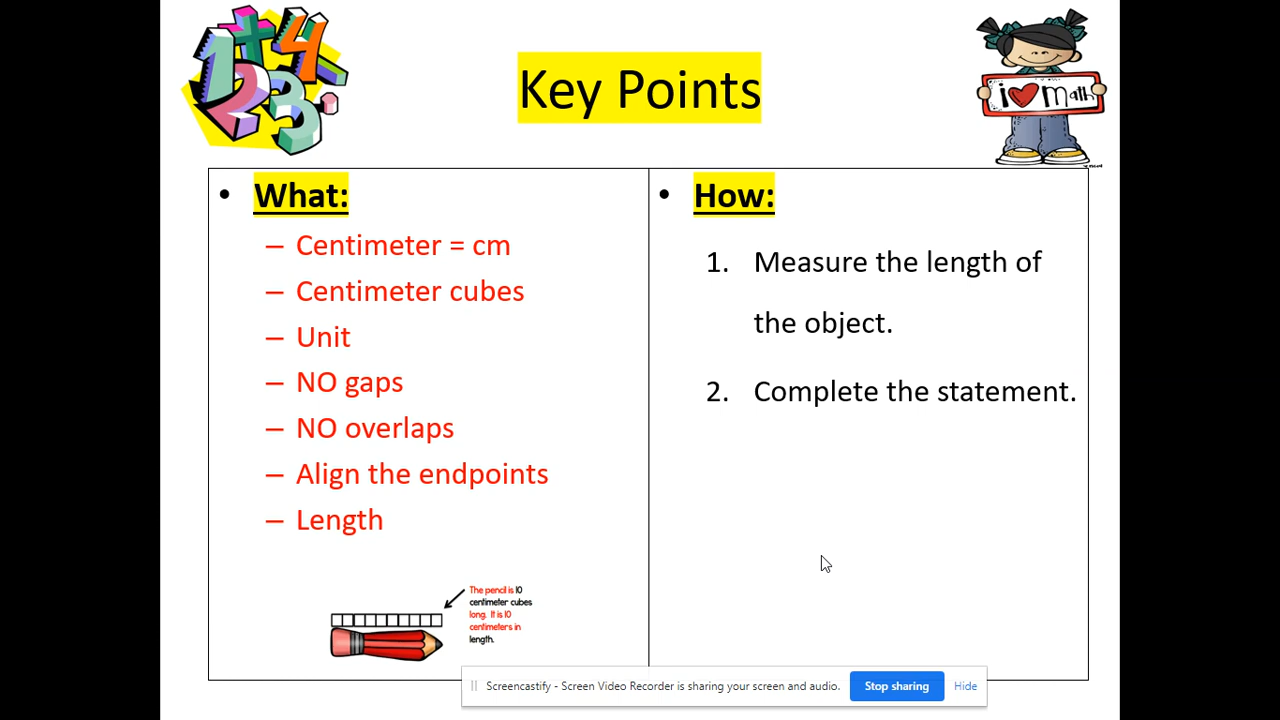 Key Points
i ♥ math
• What:
– Centimeter = cm
– Centimeter cubes
– Unit
– NO gaps
– NO overlaps
– Align the endpoints
– Length
The pencil is 10
centimeter cubes
long. It is 10
centimeters in
length.
• How:
1. Measure the length of
the object.
2. Complete the statement.
Screencastify - Screen Video Recorder is sharing your screen and audio.
Stop sharing
Hide